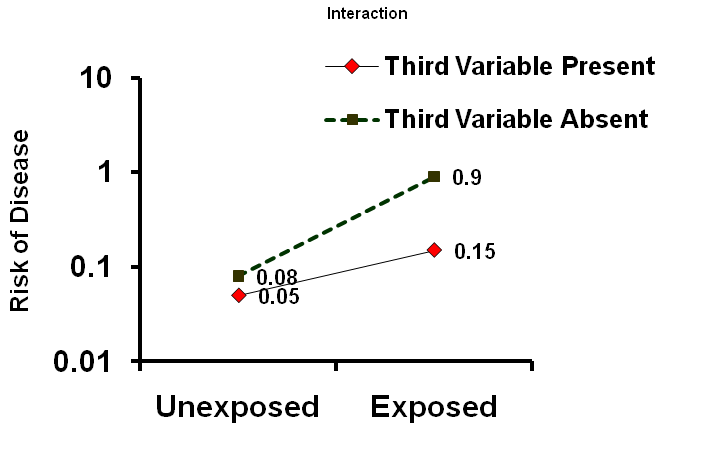 Interaction
Third Variable Present
Third Variable Absent
Risk of Disease
10
1
0.1
0.01
0.9
0.15
0.08
0.05
Unexposed
Exposed